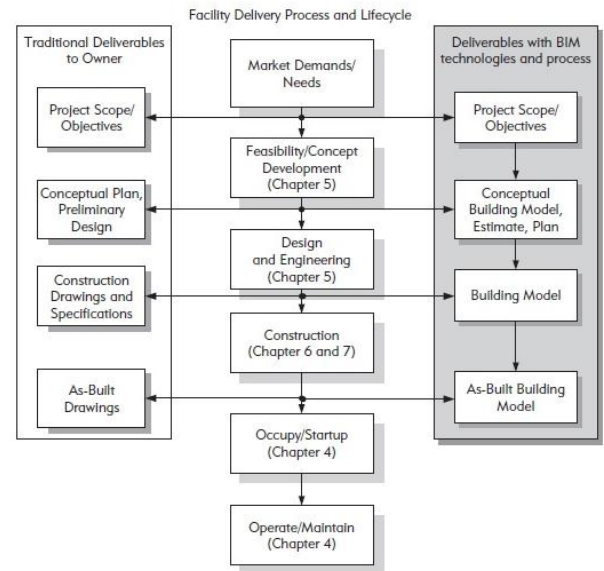 Facility Delivery Process and Lifecycle
Traditional Deliverables
to Owner
Project Scope/
Objectives
Conceptual Plan,
Preliminary
Design
Construction
Drawings and
Specifications
As-Built
Drawings
Market Demands/
Needs
Feasibility/Concept
Development
(Chapter 5)
Design
and Engineering
(Chapter 5)
Construction
(Chapter 6 and 7)
Occupy/Startup
(Chapter 4)
Operate/Maintain
(Chapter 4)
Deliverables with BIM
technologies and process
Project Scope/
Objectives
Conceptual
Building Model,
Estimate, Plan
Building Model
As-Built Building
Model